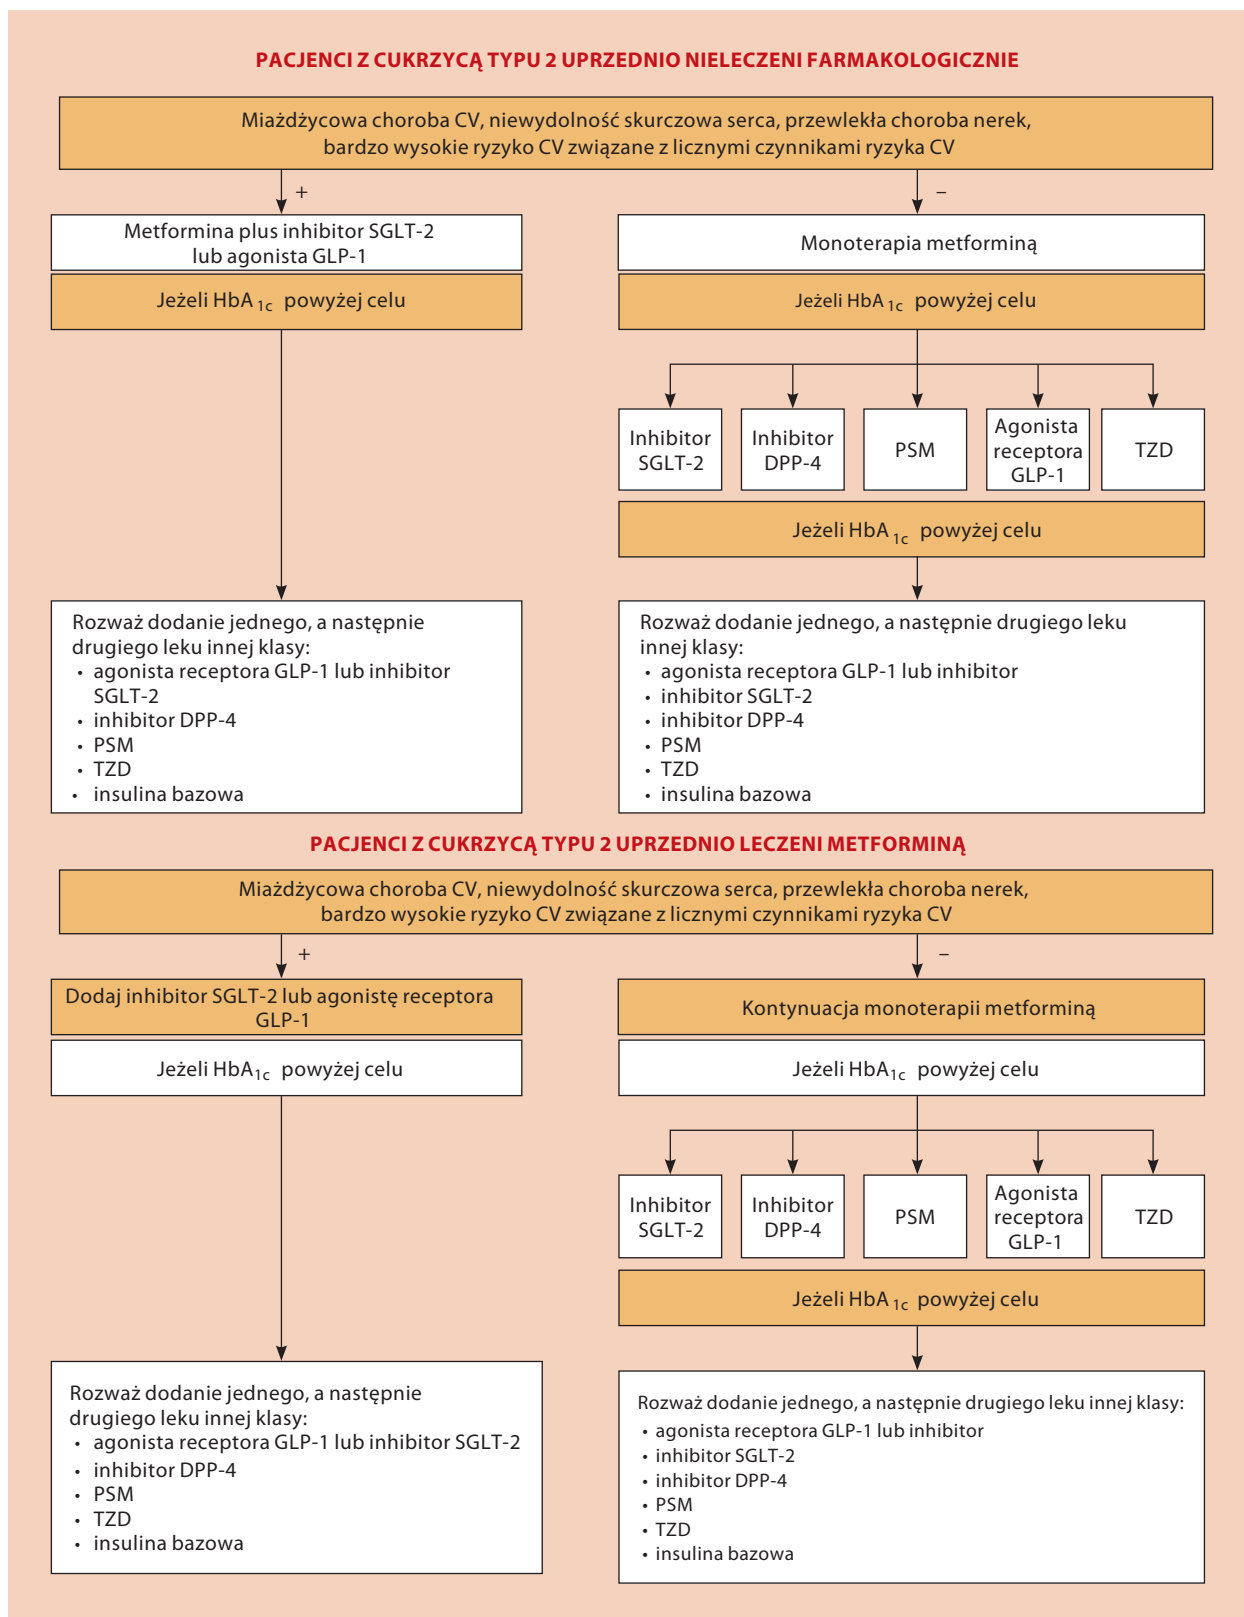 PACJENCI Z CUKRZYCĄ TYPU 2 UPRZEDNIO NIELECZENI FARMAKOLOGICZNIE
Miażdżycowa choroba CV, niewydolność skurczowa serca, przewlekła choroba nerek,
bardzo wysokie ryzyko CV związane z licznymi czynnikami ryzyka CV
+
–
Metformina plus inhibitor SGLT-2
lub agonista GLP-1
Jeżeli HbA1c powyżej celu
Monoterapia metforminą
Jeżeli HbA1c powyżej celu
Inhibitor
SGLT-2
Inhibitor
DPP-4
PSM
Agonista
receptora
GLP-1
TZD
Jeżeli HbA1c powyżej celu
Rozważ dodanie jednego, a następnie
drugiego leku innej klasy:
• agonista receptora GLP-1 lub inhibitor
SGLT-2
• inhibitor DPP-4
• PSM
• TZD
• insulina bazowa
Rozważ dodanie jednego, a następnie drugiego leku
innej klasy:
• agonista receptora GLP-1 lub inhibitor
• inhibitor SGLT-2
• inhibitor DPP-4
• PSM
• TZD
• insulina bazowa
PACJENCI Z CUKRZYCĄ TYPU 2 UPRZEDNIO LECZENI METFORMINĄ
Miażdżycowa choroba CV, niewydolność skurczowa serca, przewlekła choroba nerek,
bardzo wysokie ryzyko CV związane z licznymi czynnikami ryzyka CV
+
–
Dodaj inhibitor SGLT-2 lub agonistę receptora
GLP-1
Jeżeli HbA1c powyżej celu
Kontynuacja monoterapii metforminą
Jeżeli HbA1c powyżej celu
Inhibitor
SGLT-2
Inhibitor
DPP-4
PSM
Agonista
receptora
GLP-1
TZD
Jeżeli HbA1c powyżej celu
Rozważ dodanie jednego, a następnie
drugiego leku innej klasy:
• agonista receptora GLP-1 lub inhibitor SGLT-2
• inhibitor DPP-4
• PSM
• TZD
• insulina bazowa
Rozważ dodanie jednego, a następnie drugiego leku innej klasy:
• agonista receptora GLP-1 lub inhibitor
• inhibitor SGLT-2
• inhibitor DPP-4
• PSM
• TZD
• insulina bazowa